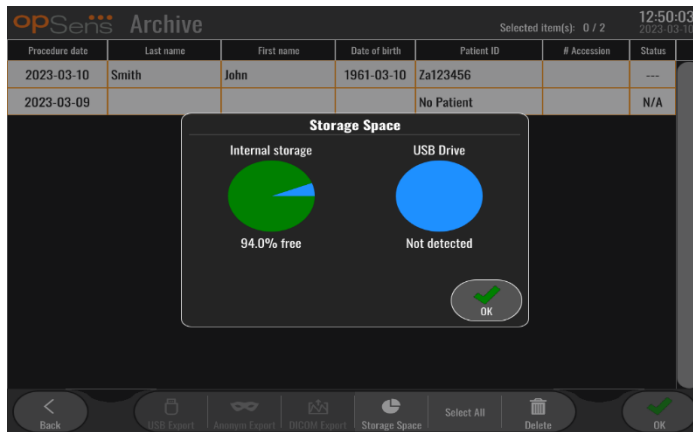 opSens Archive Selected item(s): 0 / 2 12:50:03
2023-03-10
Procedure date Last name First name Date of birth Patient ID # Accession Status
2023-03-10 Smith John 1961-03-10 Za123456 ---
2023-03-09 No Patient N/A
Storage Space
Internal storage USB Drive
94.0% free Not detected
OK
Back USB Export Anonym Export DICOM Export Storage Space Select All Delete OK